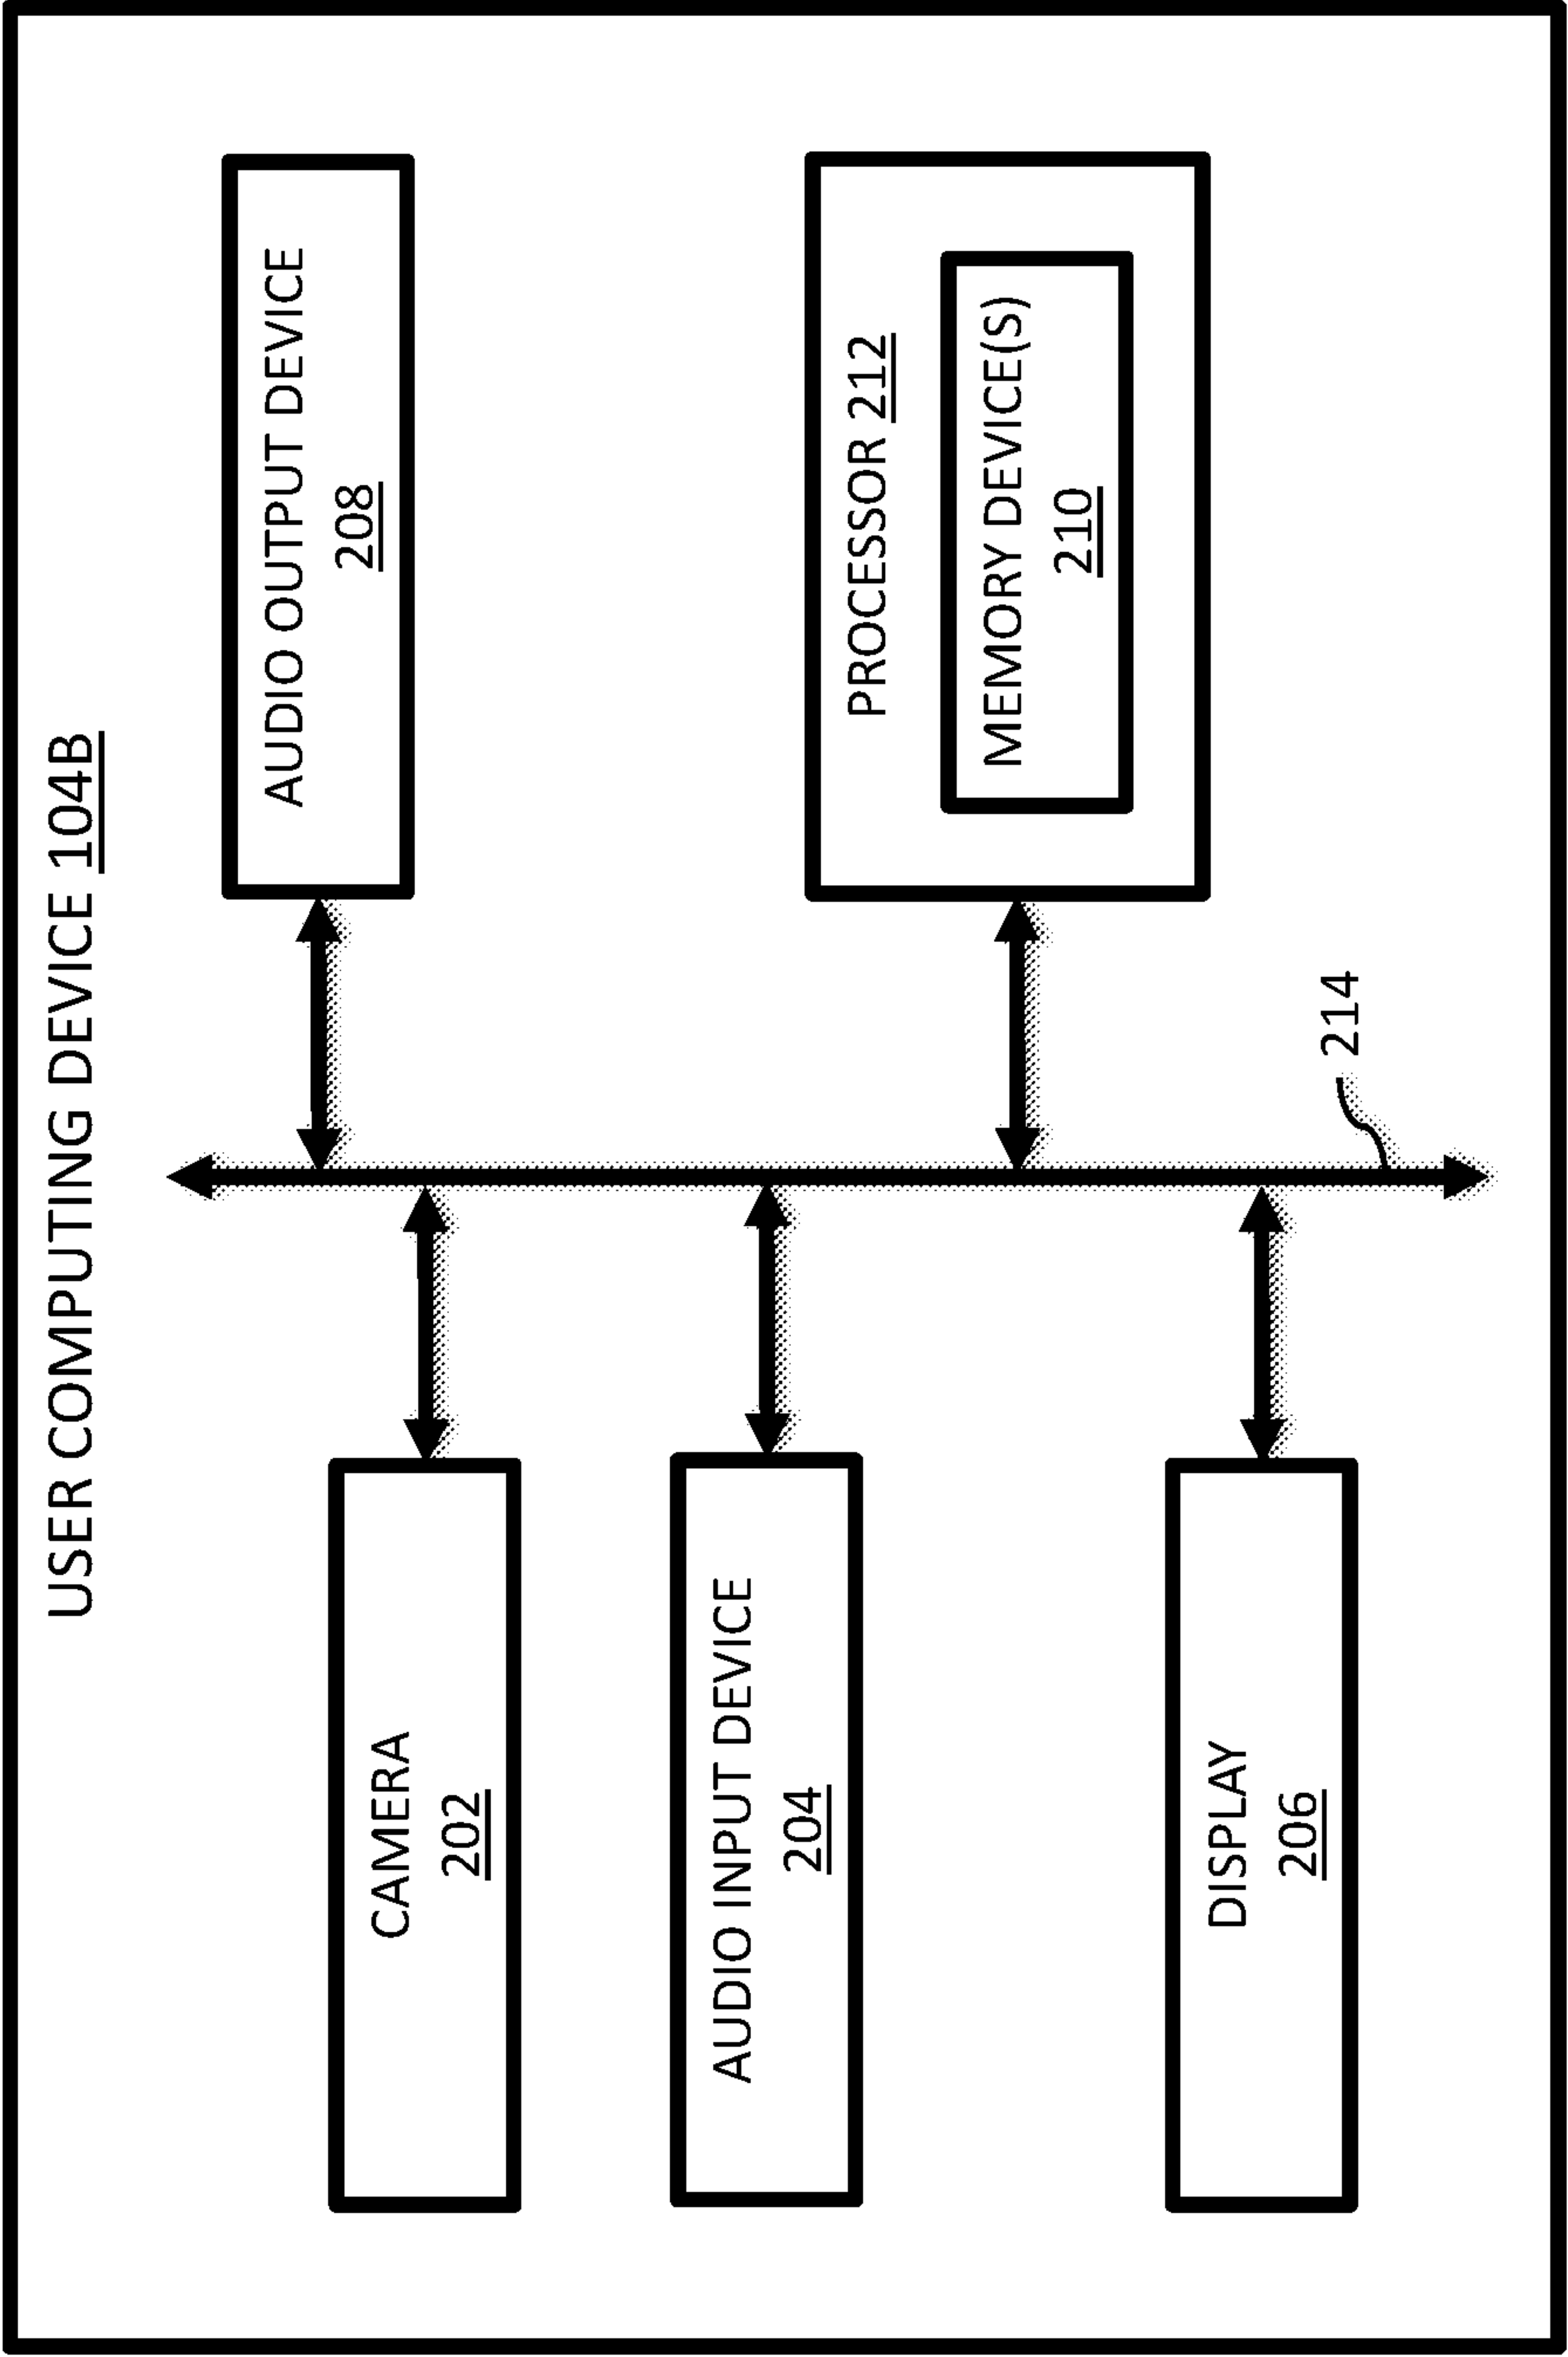 USER COMPUTING DEVICE 104B
CAMERA
202
AUDIO INPUT DEVICE
204
DISPLAY
206
AUDIO OUTPUT DEVICE
208
PROCESSOR 212
MEMORY DEVICE(S)
210
214